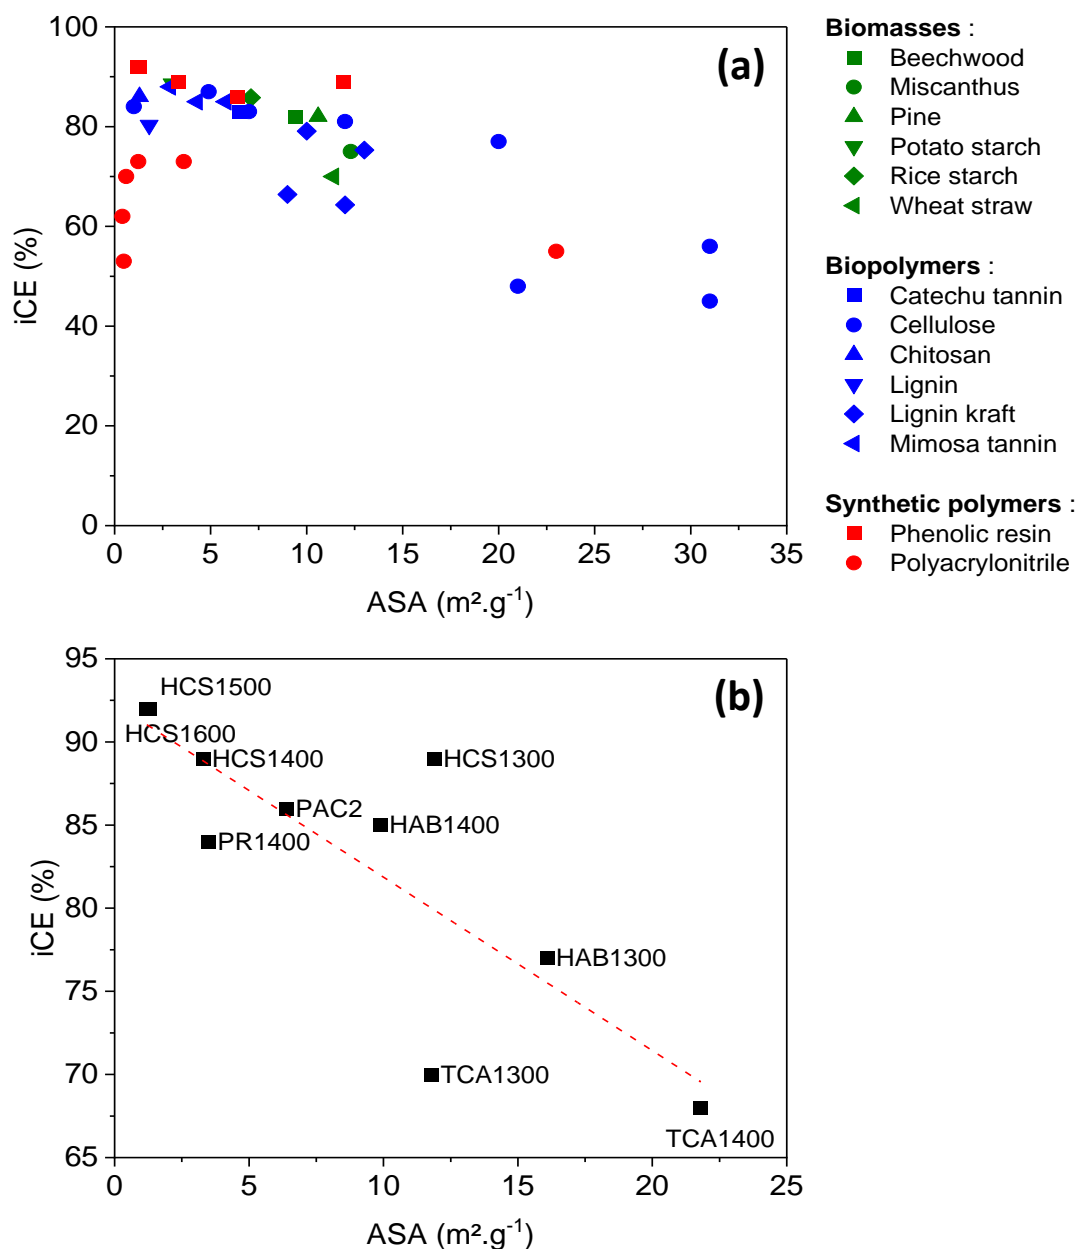 (a)
100
80
60
40
20
0
iCE (%)
0 5 10 15 20 25 30 35
ASA (m².g⁻¹)
Biomasses :
Beechwood
Miscanthus
Pine
Potato starch
Rice starch
Wheat straw
Biopolymers :
Catechu tannin
Cellulose
Chitosan
Lignin
Lignin kraft
Mimosa tannin
Synthetic polymers :
Phenolic resin
Polyacrylonitrile
(b)
95
90
85
80
75
70
65
iCE (%)
HCS1500
HCS1600
HCS1400
HCS1300
PAC2
HAB1400
PR1400
HAB1300
TCA1300
TCA1400
0 5 10 15 20 25
ASA (m².g⁻¹)